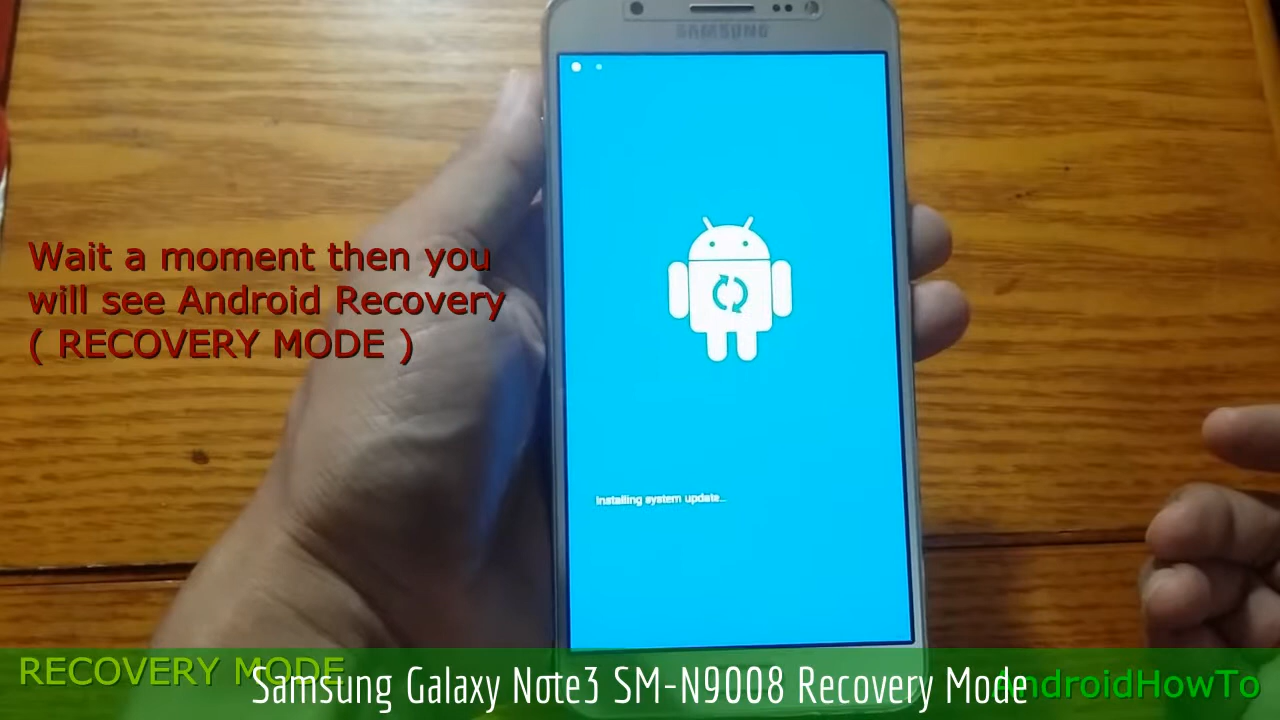 SAMSUNG
Wait a moment then you
will see Android Recovery
( RECOVERY MODE )
Installing system update...
RECOVERY MODE
Samsung Galaxy Note3 SM-N9008 Recovery Mode
AndroidHowTo